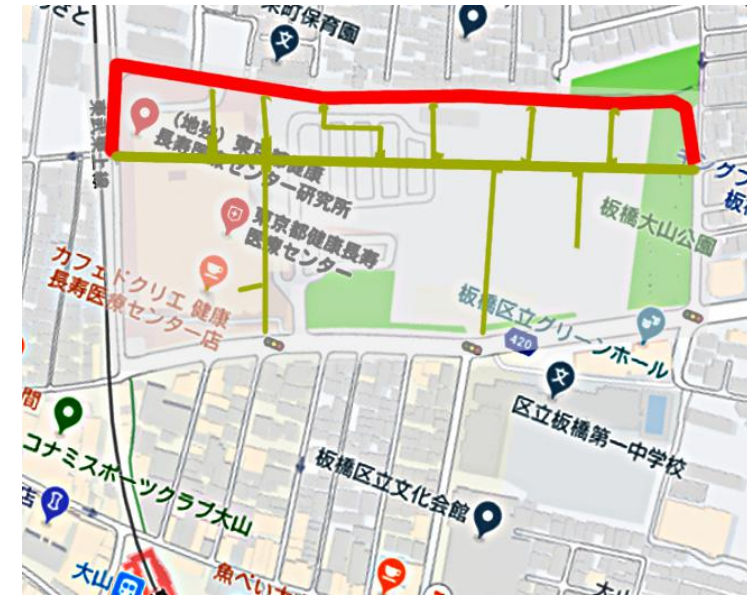 町保育園
(地独) 東京都健康
長寿医療センター研究所
東京都健康長寿
医療センター
カフェ ドクリエ 健康
長寿医療センター店
板橋大山公園
板橋区立グリーンホール
420
区立板橋第一中学校
コナミスポーツクラブ大山
板橋区立文化会館
大山
魚べい